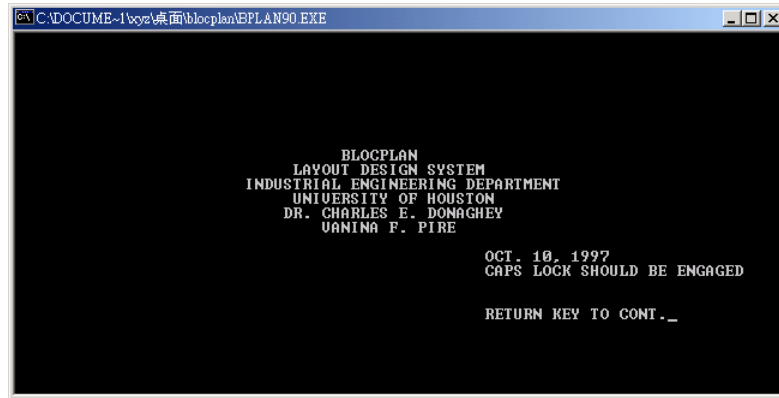 C:\DOCUME~1\xyz\桌面\blocplan\BPLAN90.EXE
BLOCPLAN
LAYOUT DESIGN SYSTEM
INDUSTRIAL ENGINEERING DEPARTMENT
UNIVERSITY OF HOUSTON
DR. CHARLES E. DONAGHEY
VANINA F. PIRE
OCT. 10, 1997
CAPS LOCK SHOULD BE ENGAGED
RETURN KEY TO CONT._